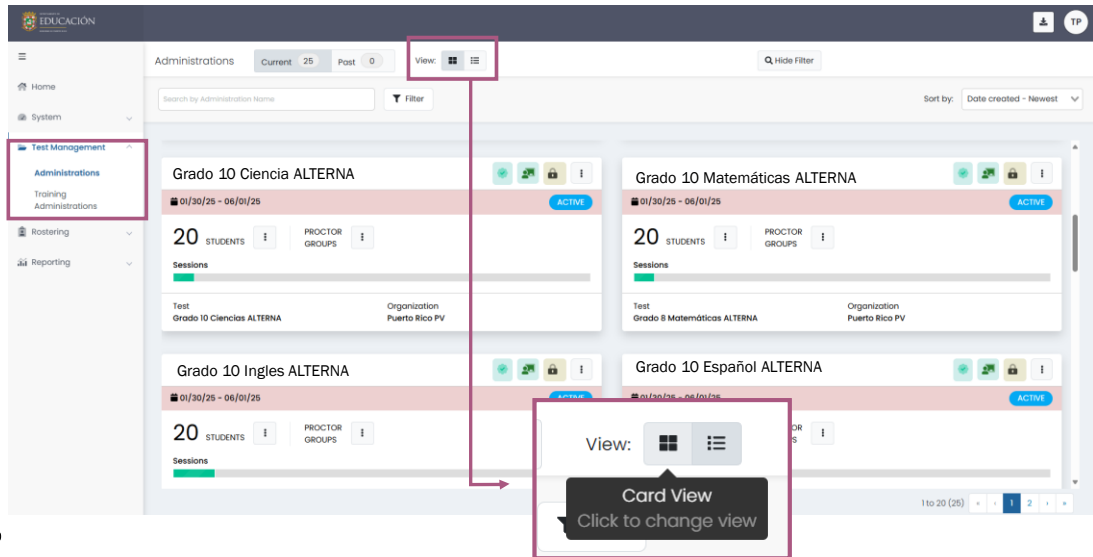 EDUCACIÓN
TP
Administrations
Current 25
Past 0
View:
Hide Filter
Home
System
Test Management
Administrations
Training
Administrations
Rostering
Reporting
Search by Administration Name
Filter
Sort by:
Date created - Newest
Grado 10 Ciencia ALTERNA
01/30/25 - 06/01/25
ACTIVE
20 STUDENTS
PROCTOR
GROUPS
Sessions
Test
Grado 10 Ciencias ALTERNA
Organization
Puerto Rico PV
Grado 10 Matemáticas ALTERNA
01/30/25 - 06/01/25
ACTIVE
20 STUDENTS
PROCTOR
GROUPS
Sessions
Test
Grado 8 Matemáticas ALTERNA
Organization
Puerto Rico PV
Grado 10 Ingles ALTERNA
01/30/25 - 06/01/25
20 STUDENTS
PROCTOR
GROUPS
Sessions
Grado 10 Español ALTERNA
ACTIVE
View:
Card View
Click to change view
1 to 20 (25)
« ‹ 1 2 › »